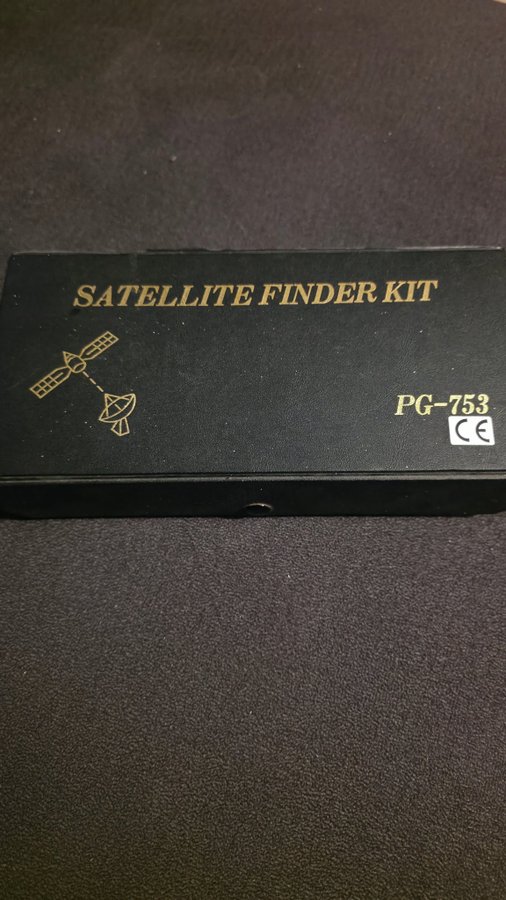 SATELLITE FINDER KIT
PG-753
CE